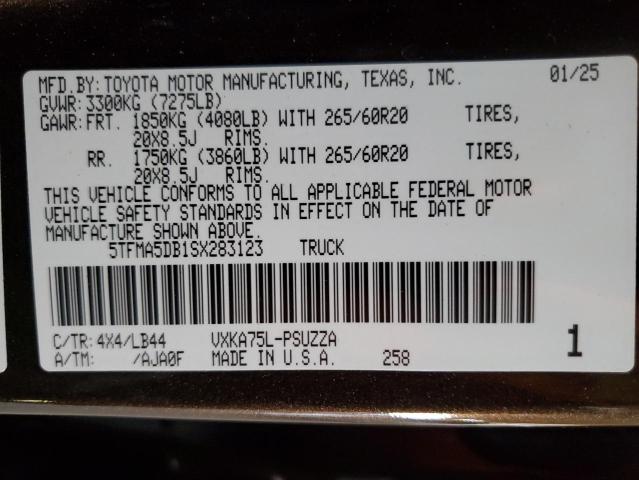 MFD.BY:TOYOTA MOTOR MANUFACTURING, TEXAS, INC. 01/25
GVWR:3300KG (7275LB)
GAWR:FRT. 1850KG (4080LB) WITH 265/60R20 TIRES,
20X8.5J RIMS.
RR. 1750KG (3860LB) WITH 265/60R20 TIRES,
20X8.5J RIMS.
THIS VEHICLE CONFORMS TO ALL APPLICABLE FEDERAL MOTOR
VEHICLE SAFETY STANDARDS IN EFFECT ON THE DATE OF
MANUFACTURE SHOWN ABOVE.
5TFMA5DB1SX283123 TRUCK
C/TR:4X4/LB44 VXKA75L-PSUZZA
A/TM: /AJA0F MADE IN U.S.A. 258 1